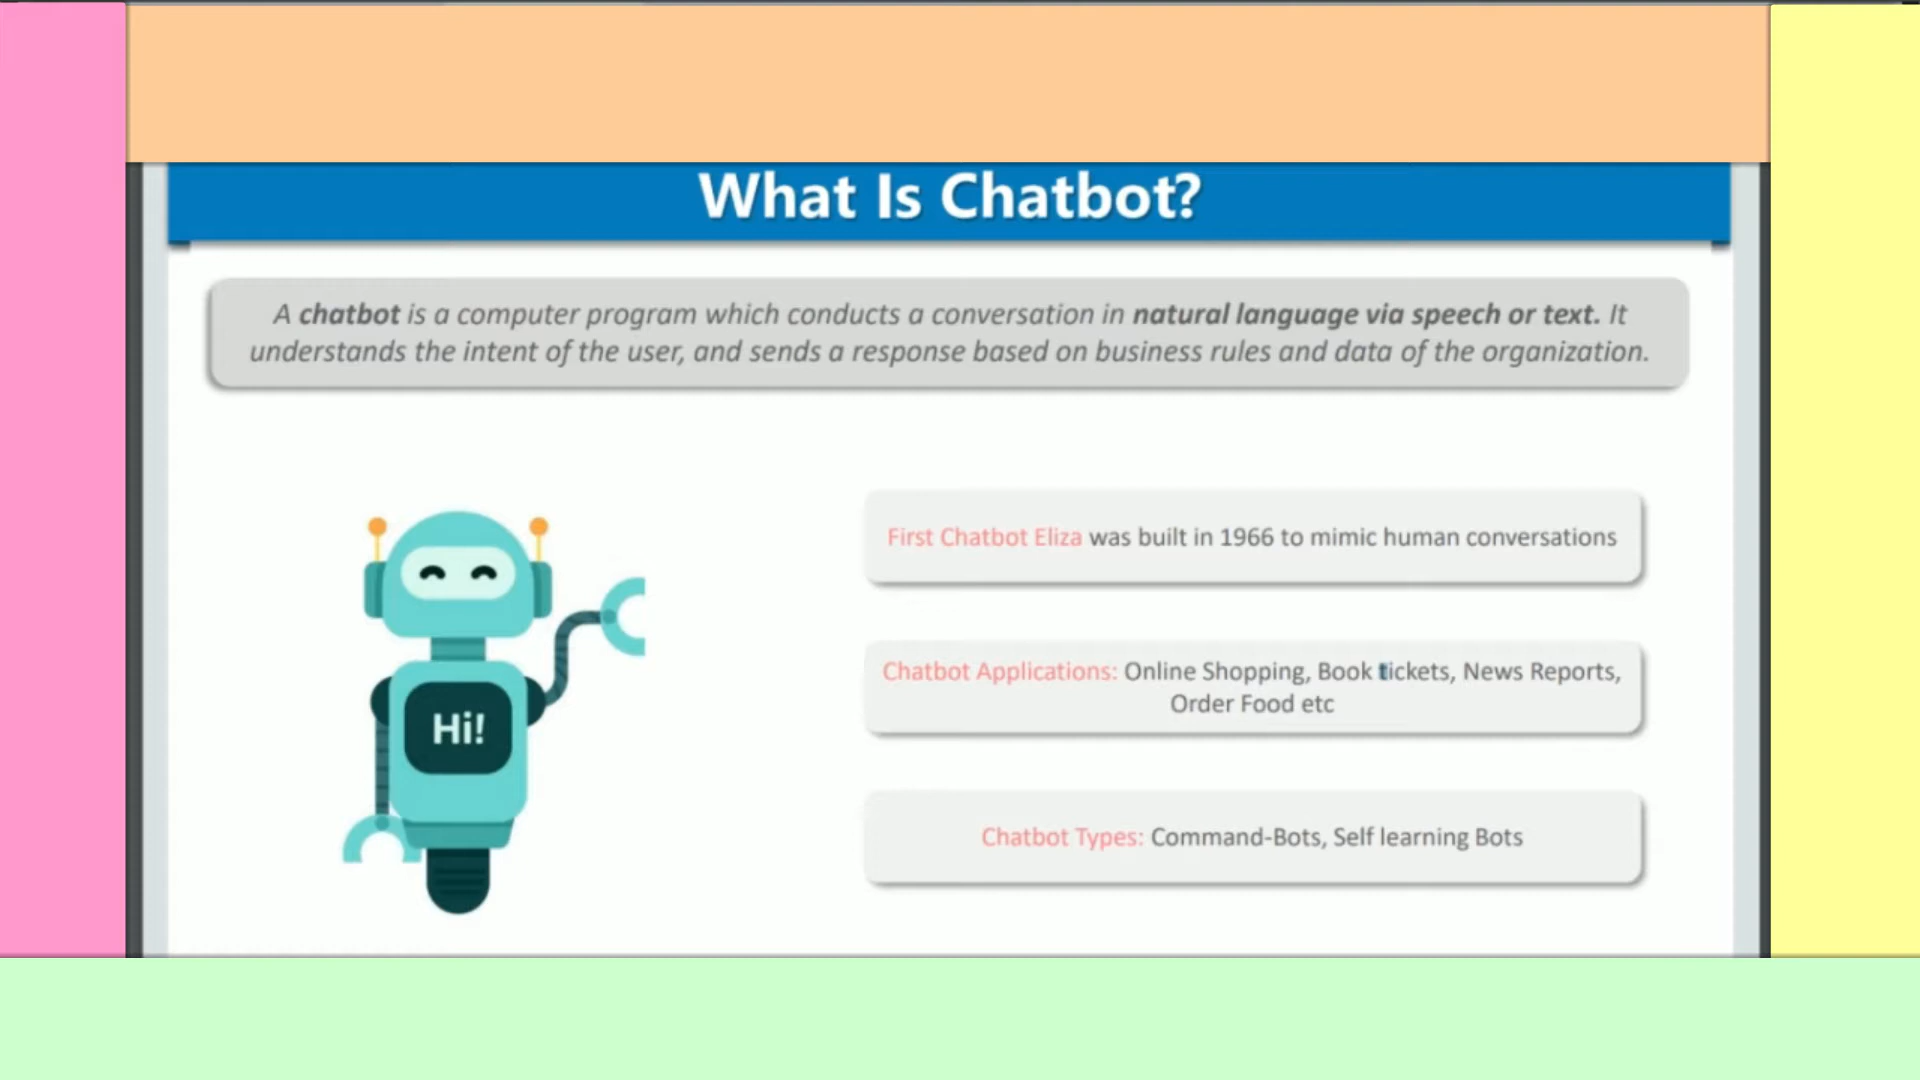 What Is Chatbot?
A chatbot is a computer program which conducts a conversation in natural language via speech or text. It
understands the intent of the user, and sends a response based on business rules and data of the organization.
First Chatbot Eliza was built in 1966 to mimic human conversations
Chatbot Applications: Online Shopping, Book tickets, News Reports,
Order Food etc
Hi!
Chatbot Types: Command-Bots, Self learning Bots